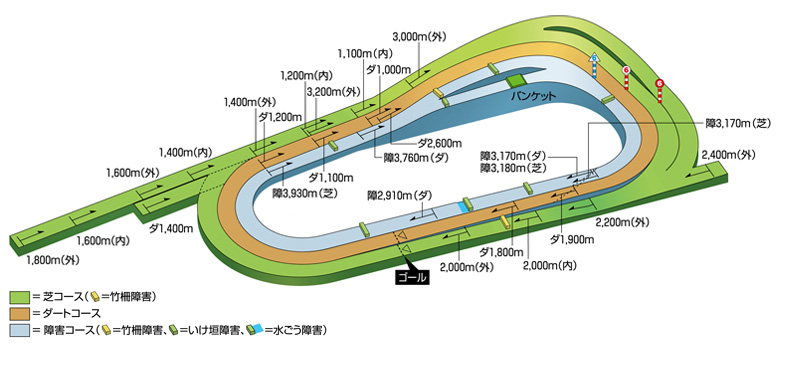 3,000m(外)
1,100m(内)
ダ1,000m
1,200m(内)
3,200m(外)
1,400m(外)
ダ1,200m
1,400m(内)
1,600m(外)
6
6
6
バンケット
障3,170m(芝)
ダ2,600m
障3,760m(ダ)
ダ1,100m
障3,930m(芝)
障3,170m(ダ)
障3,180m(芝)
2,400m(外)
障2,910m(ダ)
ダ1,400m
1,600m(内)
1,800m(外)
2,200m(外)
ダ1,900m
ダ1,800m
2,000m(内)
2,000m(外)
ゴール
=芝コース(=竹柵障害)
=ダートコース
=障害コース(=竹柵障害、=いけ垣障害、=水ごう障害)